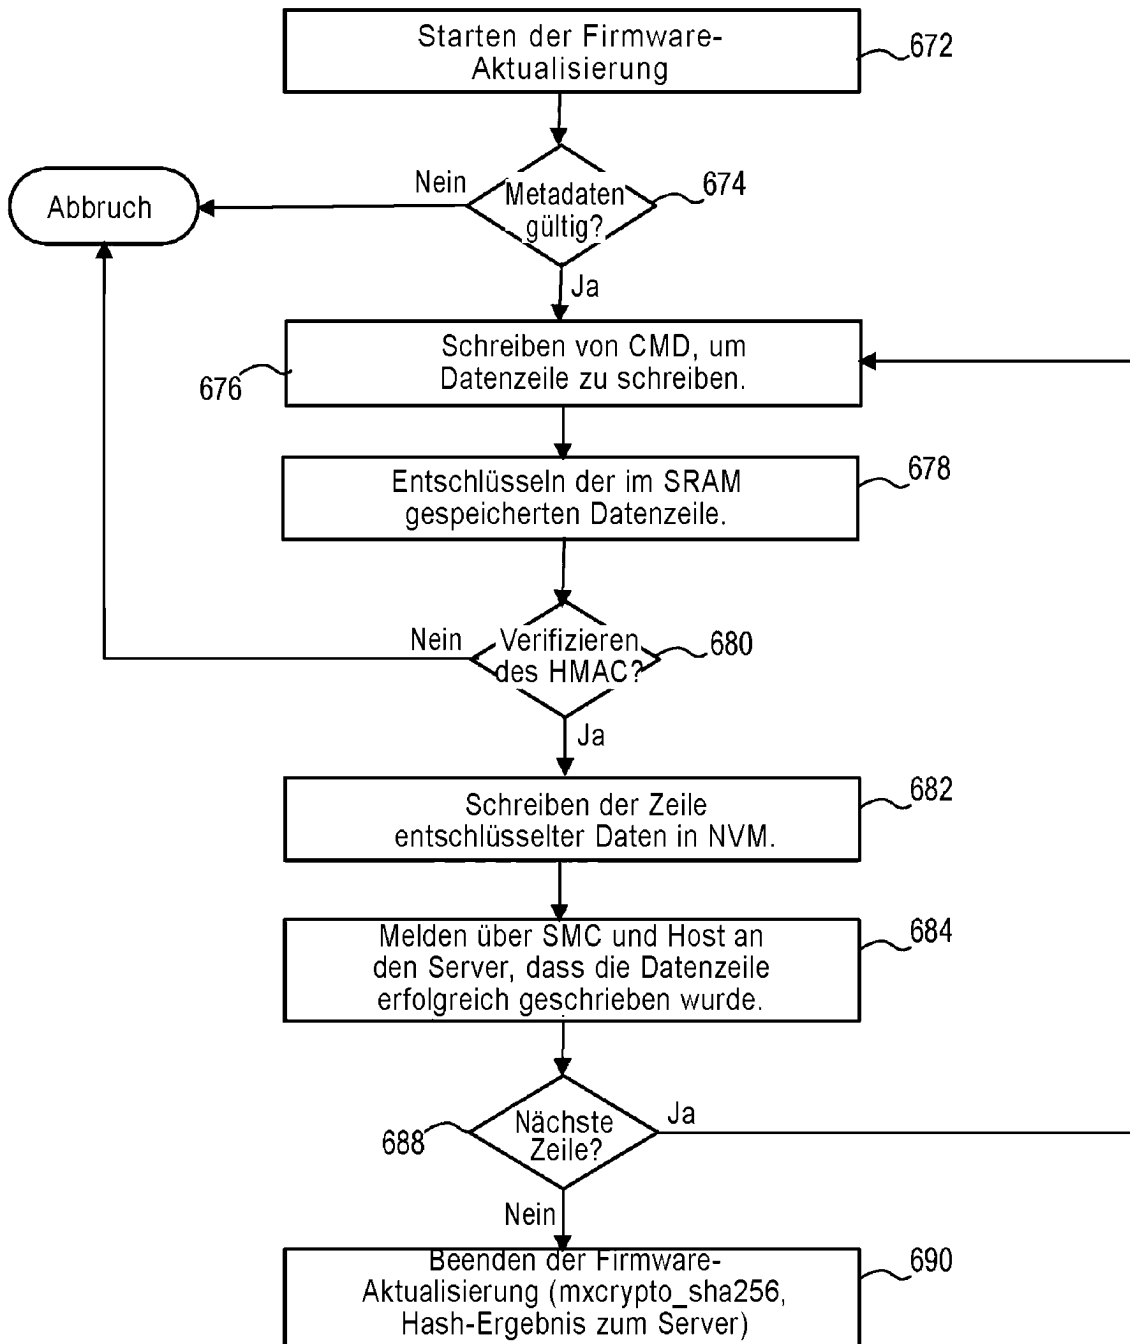 Starten der Firmware-
Aktualisierung
672
Nein
674
Abbruch
Metadaten
gültig?
Ja
Schreiben von CMD, um
Datenzeile zu schreiben.
676
Entschlüsseln der im SRAM
gespeicherten Datenzeile.
678
Nein
Verifizieren
des HMAC?
680
Ja
Schreiben der Zeile
entschlüsselter Daten in NVM.
682
Melden über SMC und Host an
den Server, dass die Datenzeile
erfolgreich geschrieben wurde.
684
Nächste
Zeile?
Ja
688
Nein
Beenden der Firmware-
Aktualisierung (mxcrypto_sha256,
Hash-Ergebnis zum Server)
690